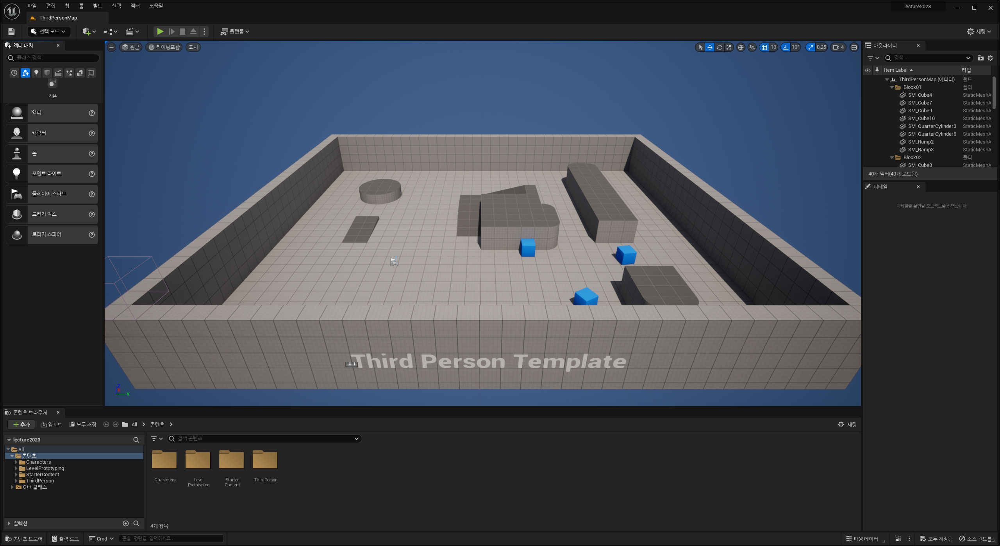 파일 편집 창 툴 빌드 선택 액터 도움말
lecture2023
ThirdPersonMap
선택 모드
플랫폼
세팅
액터 배치
클래스 검색
기본
액터
캐릭터
폰
포인트 라이트
플레이어 스타트
트리거 박스
트리거 스피어
원근 라이팅포함 표시
10 10° 0.25 4
Third Person Template
Z
X
Y
아웃라이너
검색...
Item Label 타입
ThirdPersonMap (에디터) 월드
Block01 폴더
SM_Cube4 StaticMeshA
SM_Cube7 StaticMeshA
SM_Cube9 StaticMeshA
SM_Cube10 StaticMeshA
SM_QuarterCylinder3 StaticMeshA
SM_QuarterCylinder6 StaticMeshA
SM_Ramp2 StaticMeshA
SM_Ramp3 StaticMeshA
Block02 폴더
SM_Cube8 StaticMeshA
40개 액터(40개 로드됨)
디테일
디테일을 확인할 오브젝트를 선택합니다.
콘텐츠 브라우저
추가 임포트 모두 저장 All 콘텐츠
세팅
lecture2023
All
콘텐츠
Characters
LevelPrototyping
StarterContent
ThirdPerson
C++ 클래스
컬렉션
검색 콘텐츠
Characters
Level
Prototyping
Starter
Content
ThirdPerson
4개 항목
콘텐츠 드로어 출력 로그 Cmd 콘솔 명령을 입력하세요.
파생 데이터 모두 저장됨 소스 컨트롤